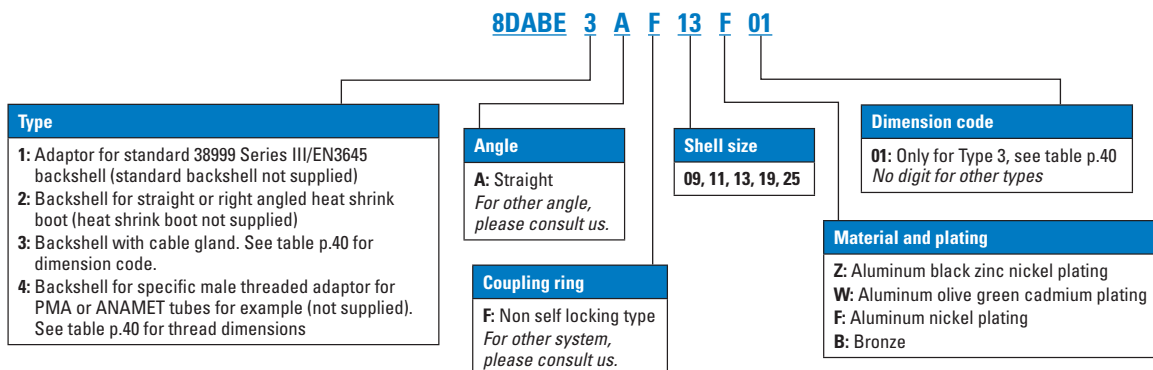 8DABE 3 A F 13 F 01
Type
1: Adaptor for standard 38999 Series III/EN3645
backshell (standard backshell not supplied)
2: Backshell for straight or right angled heat shrink
boot (heat shrink boot not supplied)
3: Backshell with cable gland. See table p.40 for
dimension code.
4: Backshell for specific male threaded adaptor for
PMA or ANAMET tubes for example (not supplied).
See table p.40 for thread dimensions
Angle
A: Straight
For other angle,
please consult us.
Coupling ring
F: Non self locking type
For other system,
please consult us.
Shell size
09, 11, 13, 19, 25
Dimension code
01: Only for Type 3, see table p.40
No digit for other types
Material and plating
Z: Aluminum black zinc nickel plating
W: Aluminum olive green cadmium plating
F: Aluminum nickel plating
B: Bronze